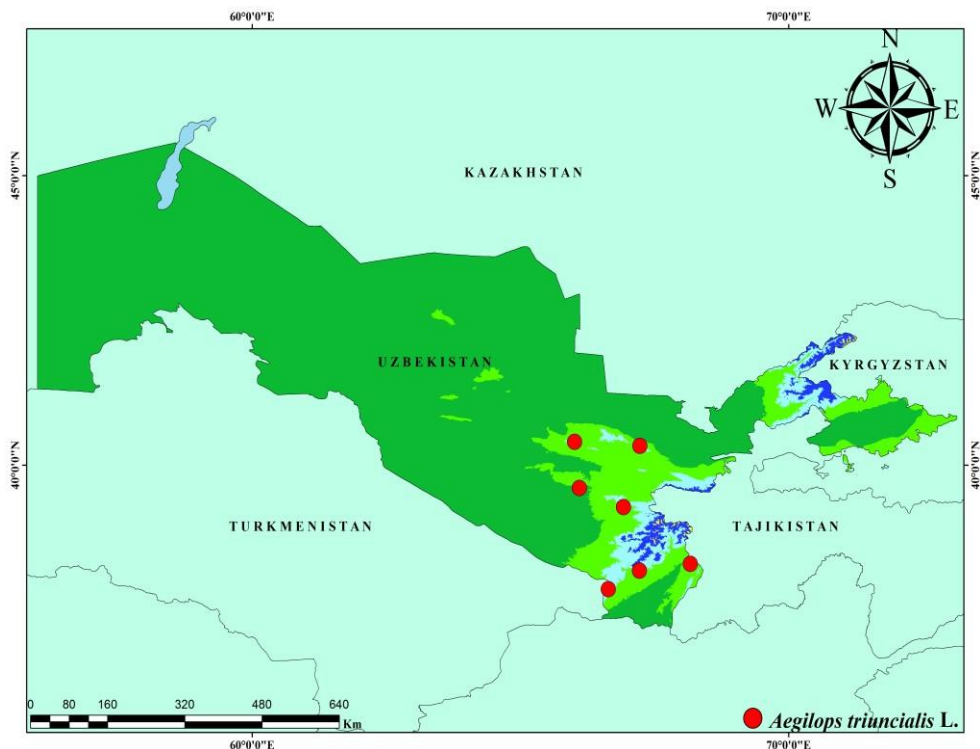 60°0'0"E 70°0'0"E
N
W E
S
45°0'0"N 45°0'0"N
KAZAKHSTAN
UZBEKISTAN
KYRGYZSTAN
40°0'0"N 40°0'0"N
TURKMENISTAN
TAJIKISTAN
0 80 160 320 480 640
Km
Aegilops triuncialis L.
60°0'0"E 70°0'0"E